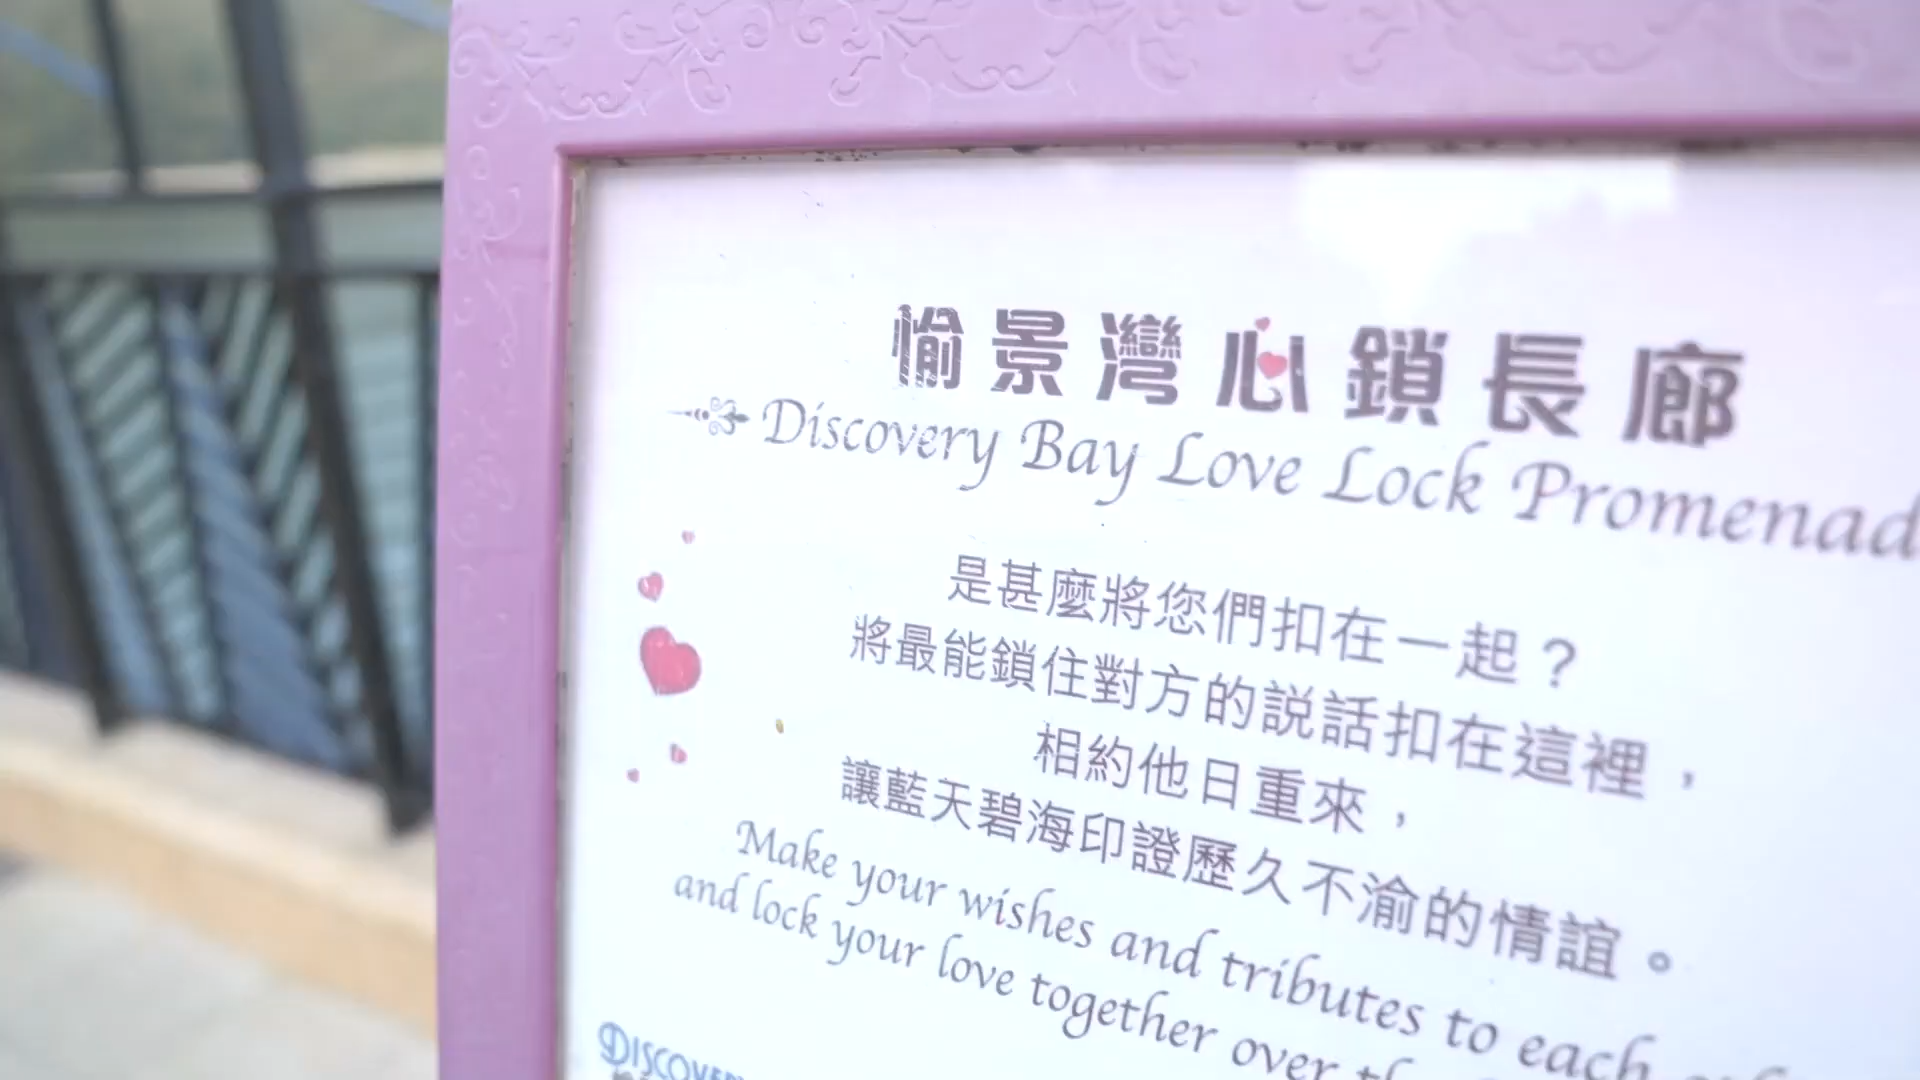 愉景灣心鎖長廊
Discovery Bay Love Lock Promenad
是甚麼將您們扣在一起？
將最能鎖住對方的説話扣在這裡，
相約他日重來，
讓藍天碧海印證歷久不渝的情誼。
Make your wishes and tributes to each
and lock your love together over
DISCOVER